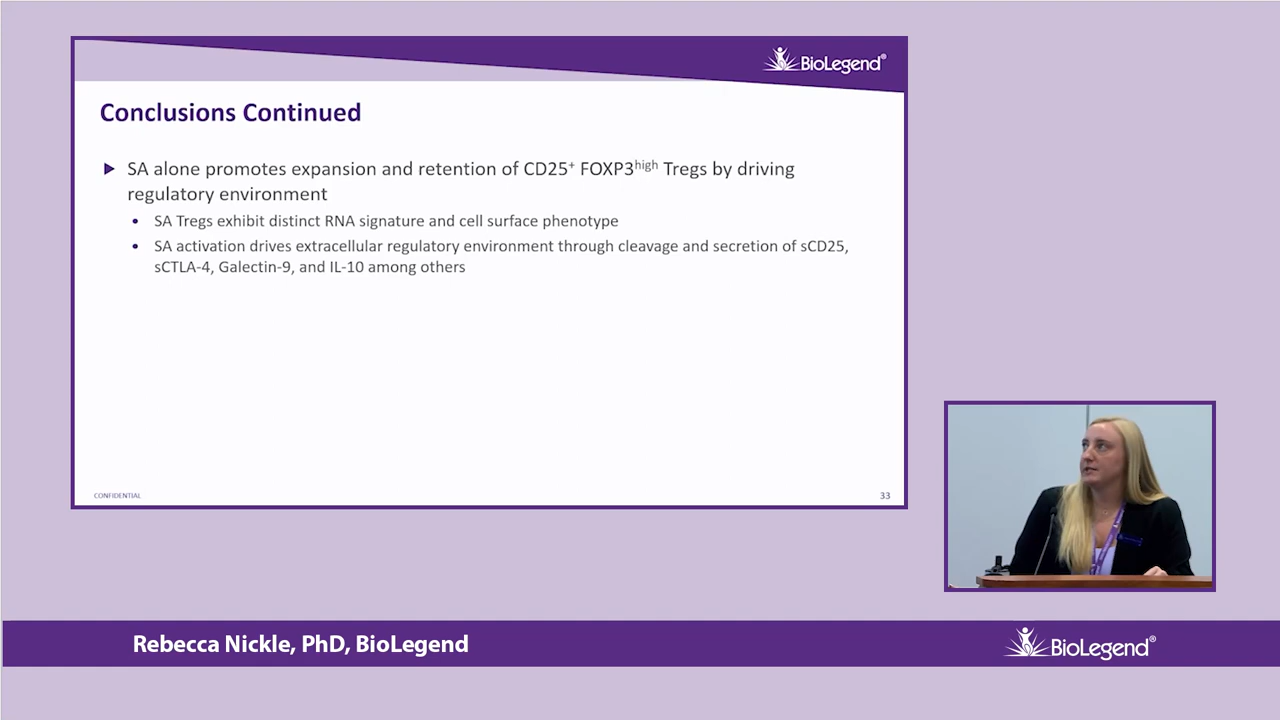 BioLegend®
Conclusions Continued
SA alone promotes expansion and retention of CD25⁺ FOXP3ʰⁱᵍʰ Tregs by driving
regulatory environment
• SA Tregs exhibit distinct RNA signature and cell surface phenotype
• SA activation drives extracellular regulatory environment through cleavage and secretion of sCD25,
sCTLA-4, Galectin-9, and IL-10 among others
CONFIDENTIAL
33
Rebecca Nickle, PhD, BioLegend
BioLegend®